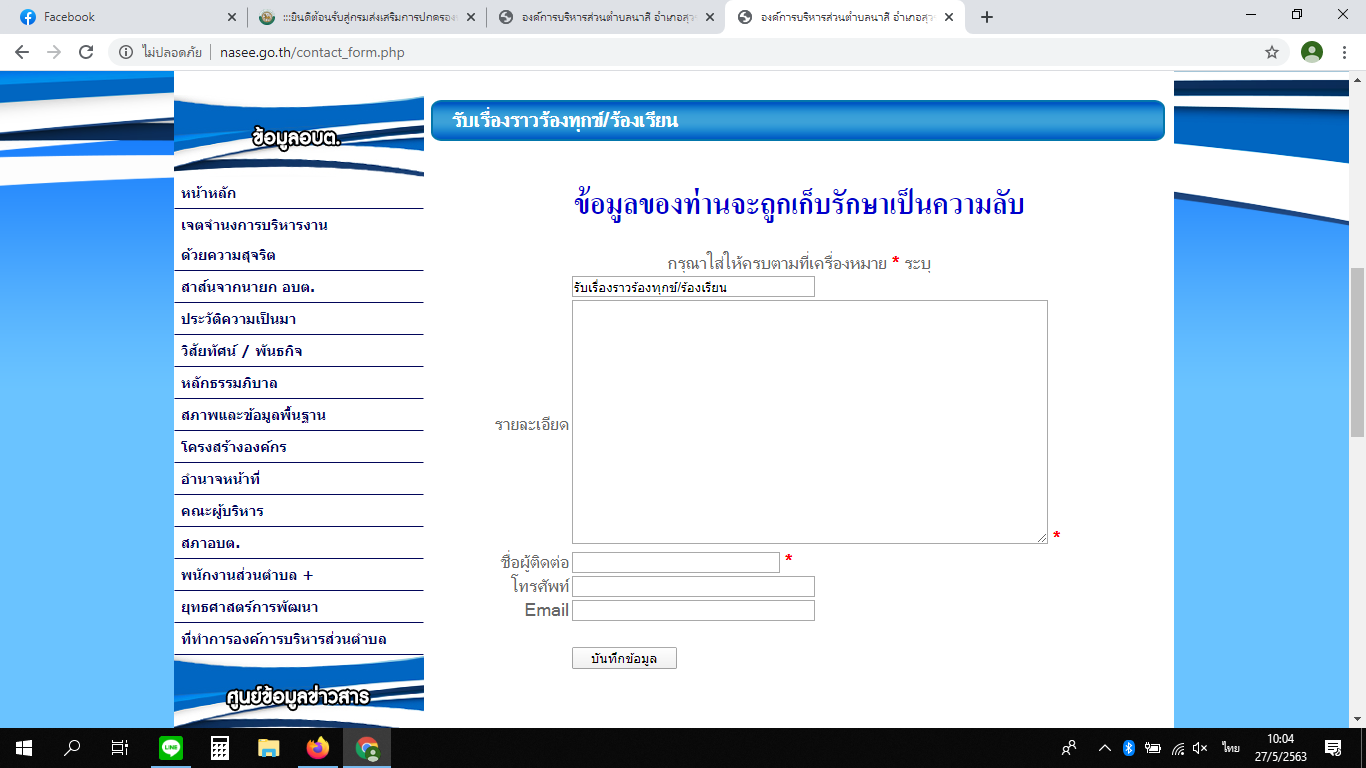 Facebook
:::ยินดีต้อนรับสู่กรมส่งเสริมการปกครอง
องค์การบริหารส่วนตำบลนาสี อำเภอสุว
องค์การบริหารส่วนตำบลนาสี อำเภอสุว
ไม่ปลอดภัย | nasee.go.th/contact_form.php
ข้อมูลอบต.
หน้าหลัก
เจตจำนงการบริหารงาน
ด้วยความสุจริต
สาส์นจากนายก อบต.
ประวัติความเป็นมา
วิสัยทัศน์ / พันธกิจ
หลักธรรมภิบาล
สภาพและข้อมูลพื้นฐาน
โครงสร้างองค์กร
อำนาจหน้าที่
คณะผู้บริหาร
สภาอบต.
พนักงานส่วนตำบล +
ยุทธศาสตร์การพัฒนา
ที่ทำการองค์การบริหารส่วนตำบล
ศูนย์ข้อมูลข่าวสาร
รับเรื่องราวร้องทุกข์/ร้องเรียน
ข้อมูลของท่านจะถูกเก็บรักษาเป็นความลับ
กรุณาใส่ให้ครบตามที่เครื่องหมาย * ระบุ
รับเรื่องราวร้องทุกข์/ร้องเรียน
รายละเอียด *
ชื่อผู้ติดต่อ *
โทรศัพท์
Email
บันทึกข้อมูล
LINE
ไทย
10:04
27/5/2563